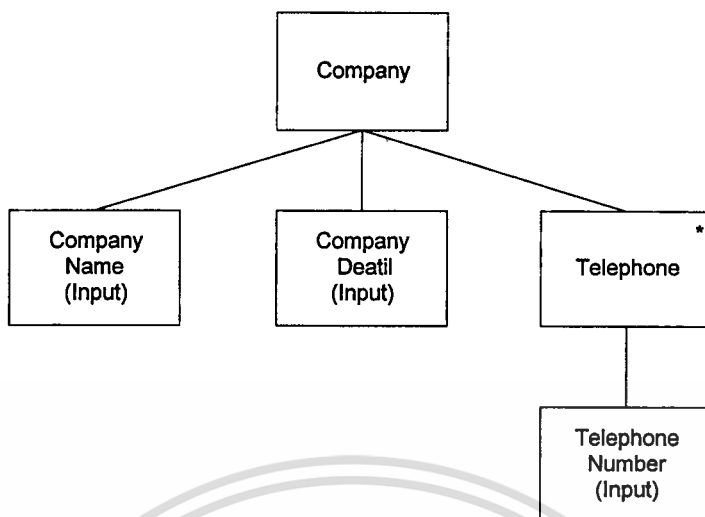 Company
Company
Name
(Input)
Company
Deatil
(Input)
*
Telephone
Telephone
Number
(Input)